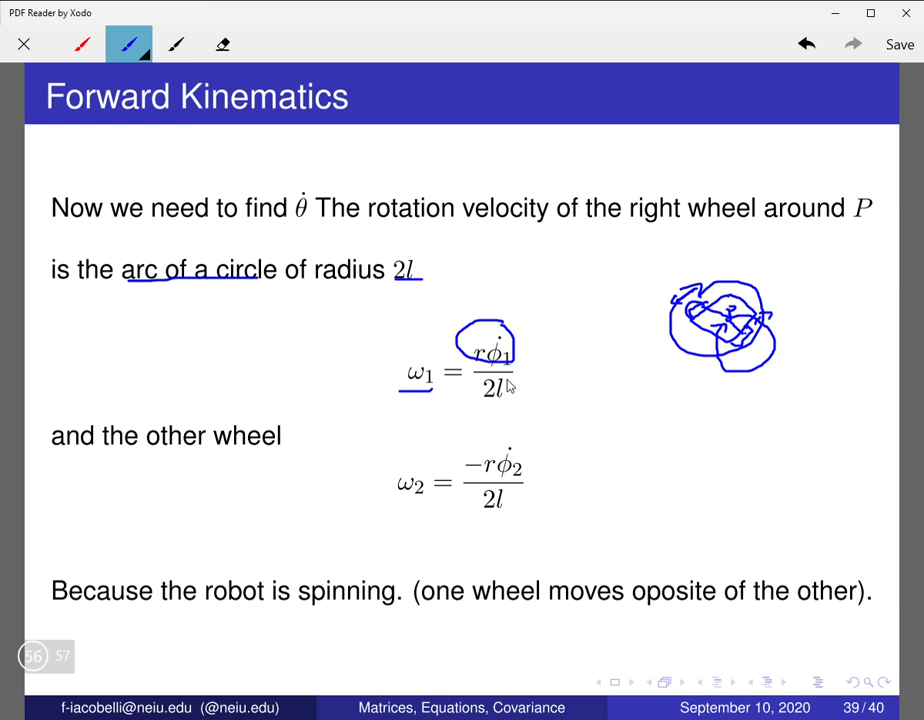 PDF Reader by Xodo
Save
Forward Kinematics
Now we need to find θ̇ The rotation velocity of the right wheel around P
is the arc of a circle of radius 2l
ω₁ = rφ̇₁ / 2l
and the other wheel
ω₂ = −rφ̇₂ / 2l
Because the robot is spinning. (one wheel moves oposite of the other).
56 57
f-iacobelli@neiu.edu (@neiu.edu) Matrices, Equations, Covariance September 10, 2020 39 / 40